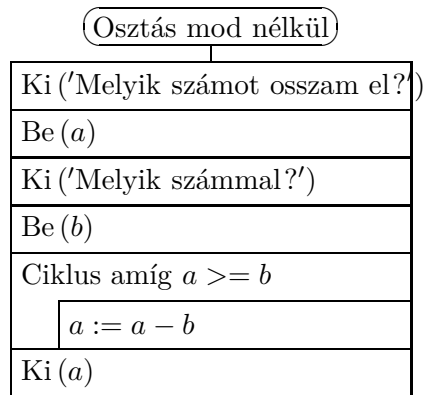 Osztás mod nélkül
Ki ('Melyik számot osszam el?')
Be (a)
Ki ('Melyik számmal?')
Be (b)
Ciklus amíg a >= b
a := a − b
Ki (a)